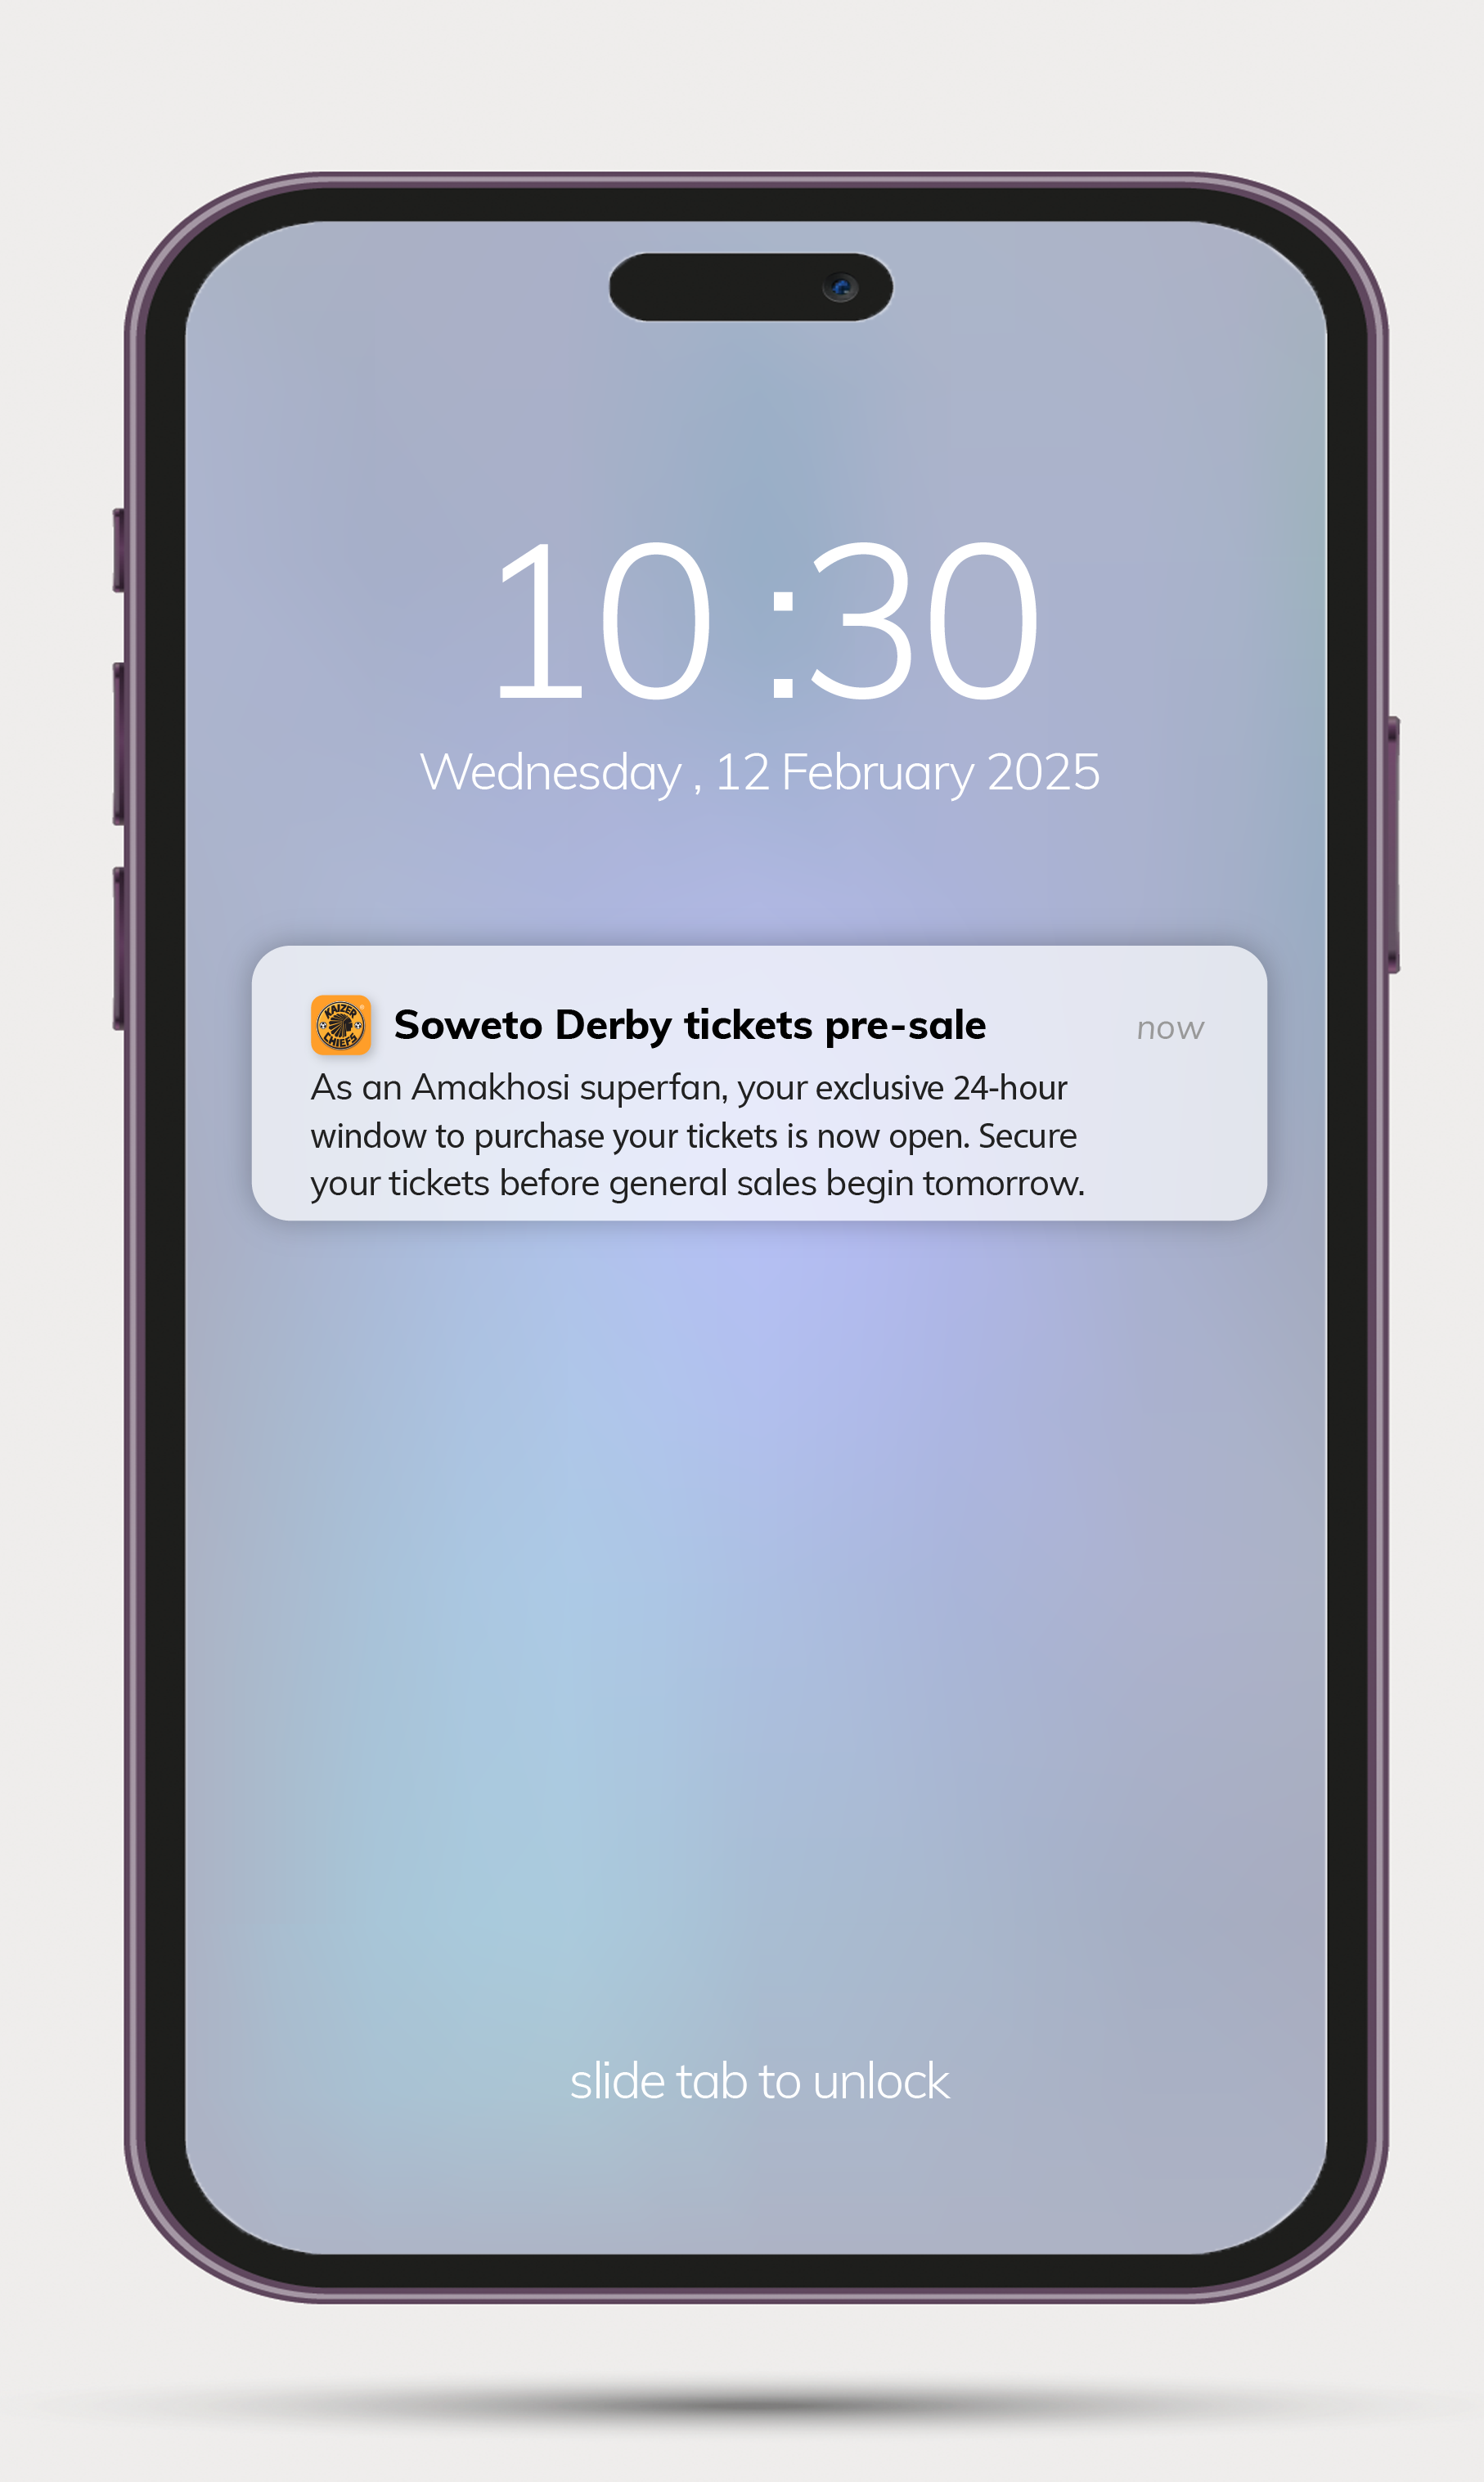 10 :30
Wednesday , 12 February 2025
KAIZER
CHIEFS
Soweto Derby tickets pre-sale
now
As an Amakhosi superfan, your exclusive 24-hour
window to purchase your tickets is now open. Secure
your tickets before general sales begin tomorrow.
slide tab to unlock